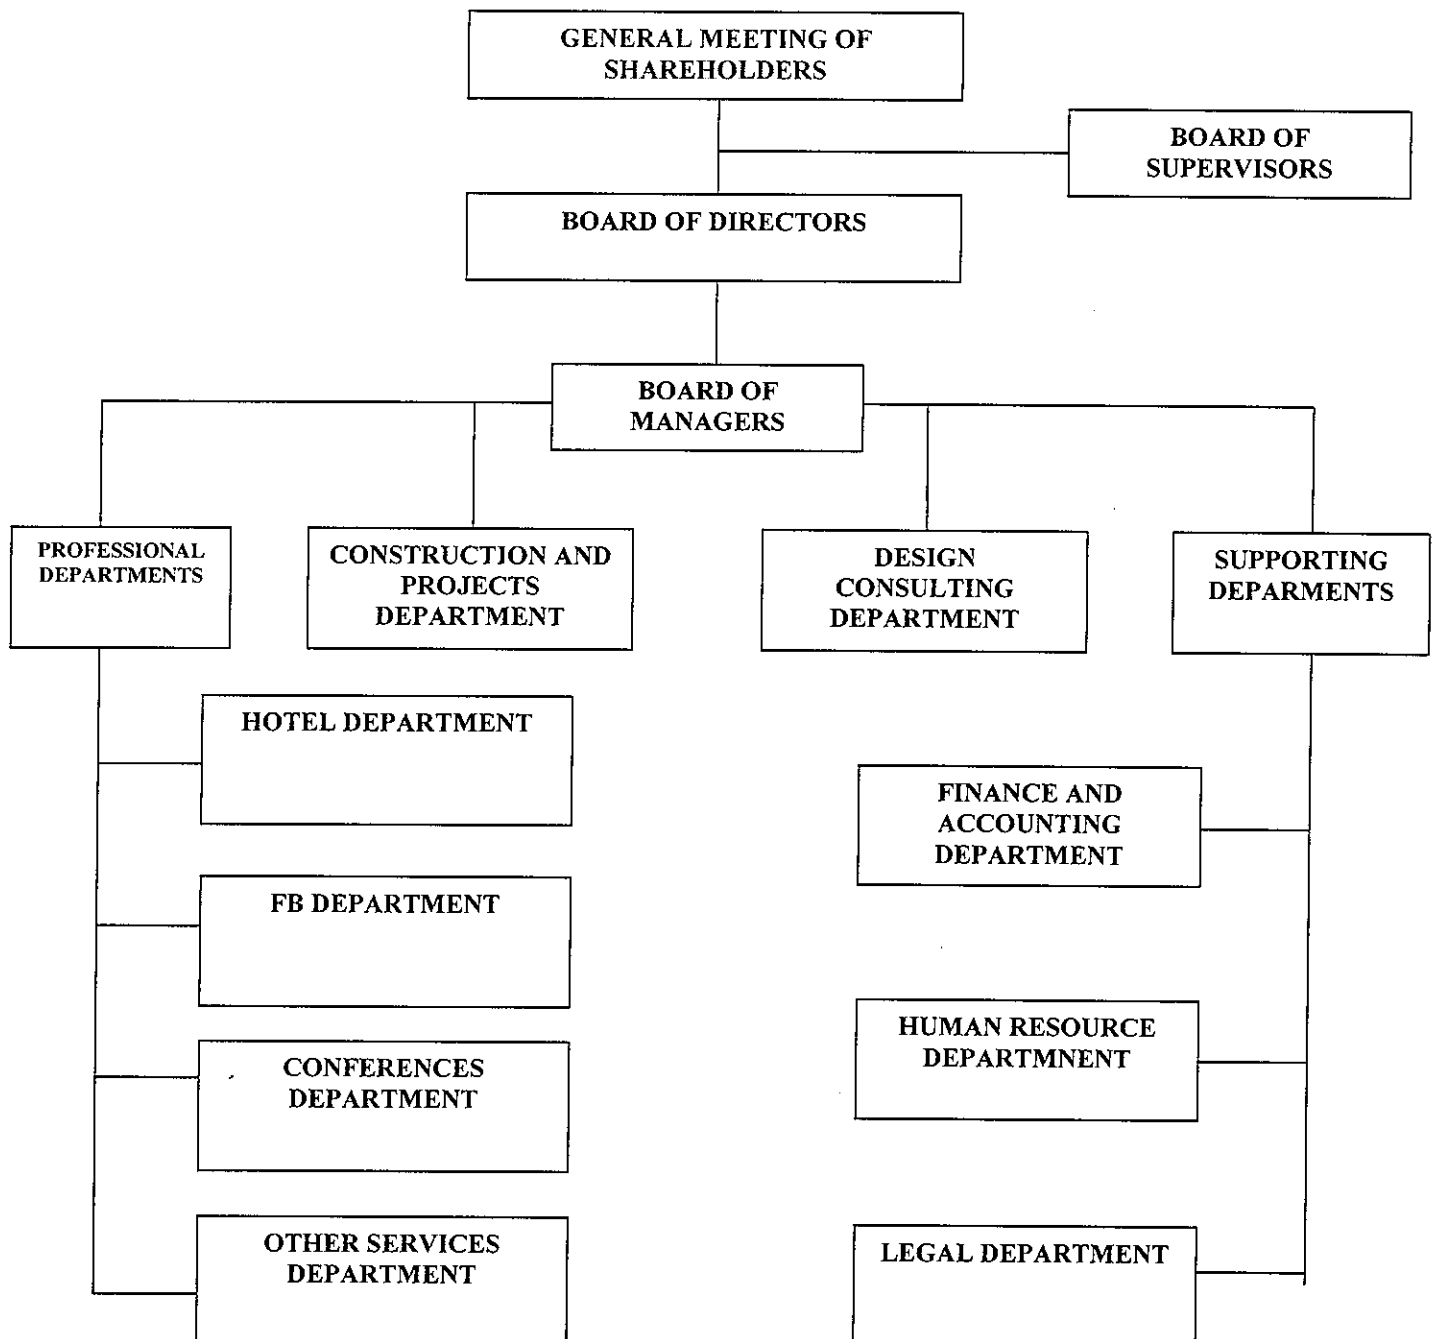 GENERAL MEETING OF
SHAREHOLDERS
BOARD OF
SUPERVISORS
BOARD OF DIRECTORS
BOARD OF
MANAGERS
PROFESSIONAL
DEPARTMENTS
CONSTRUCTION AND
PROJECTS
DEPARTMENT
DESIGN
CONSULTING
DEPARTMENT
SUPPORTING
DEPARMENTS
HOTEL DEPARTMENT
FB DEPARTMENT
CONFERENCES
DEPARTMENT
OTHER SERVICES
DEPARTMENT
FINANCE AND
ACCOUNTING
DEPARTMENT
HUMAN RESOURCE
DEPARTMNENT
LEGAL DEPARTMENT